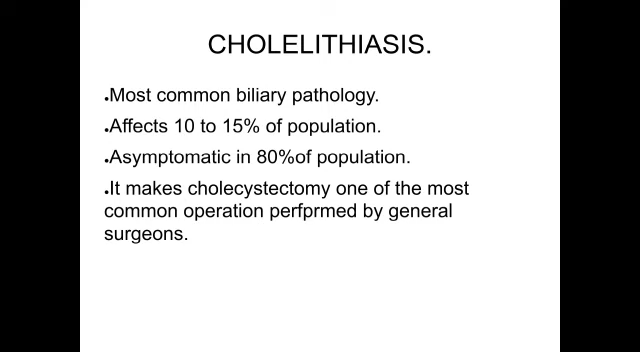 CHOLELITHIASIS.
•Most common biliary pathology.
•Affects 10 to 15% of population.
•Asymptomatic in 80%of population.
•It makes cholecystectomy one of the most
common operation perfprmed by general
surgeons.